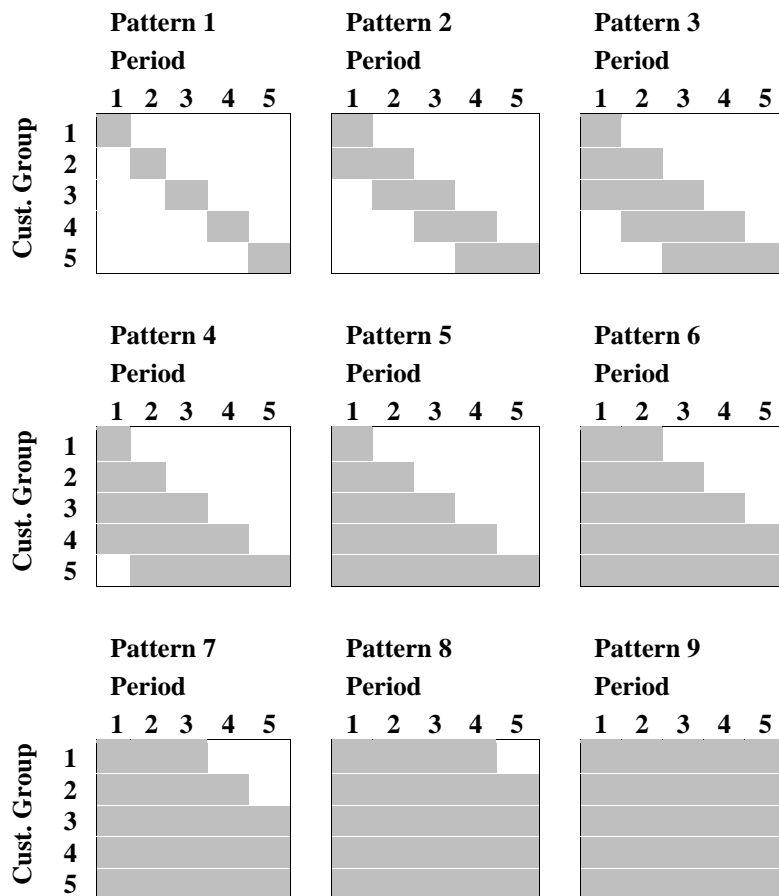 Pattern 1 Pattern 2 Pattern 3
Period Period Period
1 2 3 4 5 1 2 3 4 5 1 2 3 4 5
Cust. Group
1
2
3
4
5
Pattern 4 Pattern 5 Pattern 6
Period Period Period
1 2 3 4 5 1 2 3 4 5 1 2 3 4 5
Cust. Group
1
2
3
4
5
Pattern 7 Pattern 8 Pattern 9
Period Period Period
1 2 3 4 5 1 2 3 4 5 1 2 3 4 5
Cust. Group
1
2
3
4
5